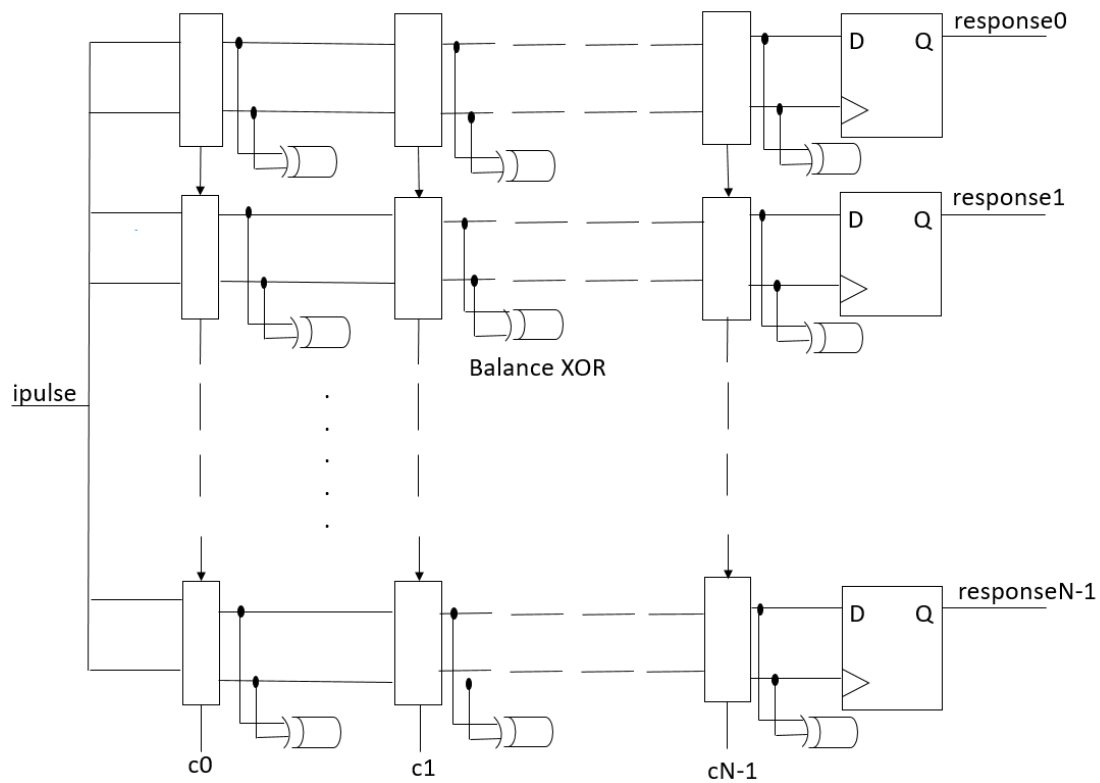 response0
D Q
response1
D Q
Balance XOR
ipulse
responseN-1
D Q
c0 c1 cN-1